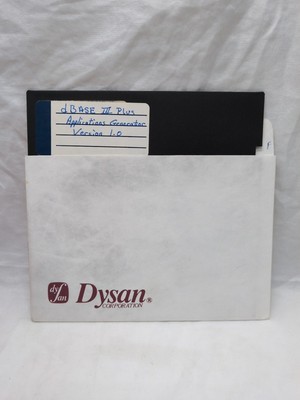 dBASE III Plus
Applications Generator
Version 1.0
dy
san
Dysan®
CORPORATION